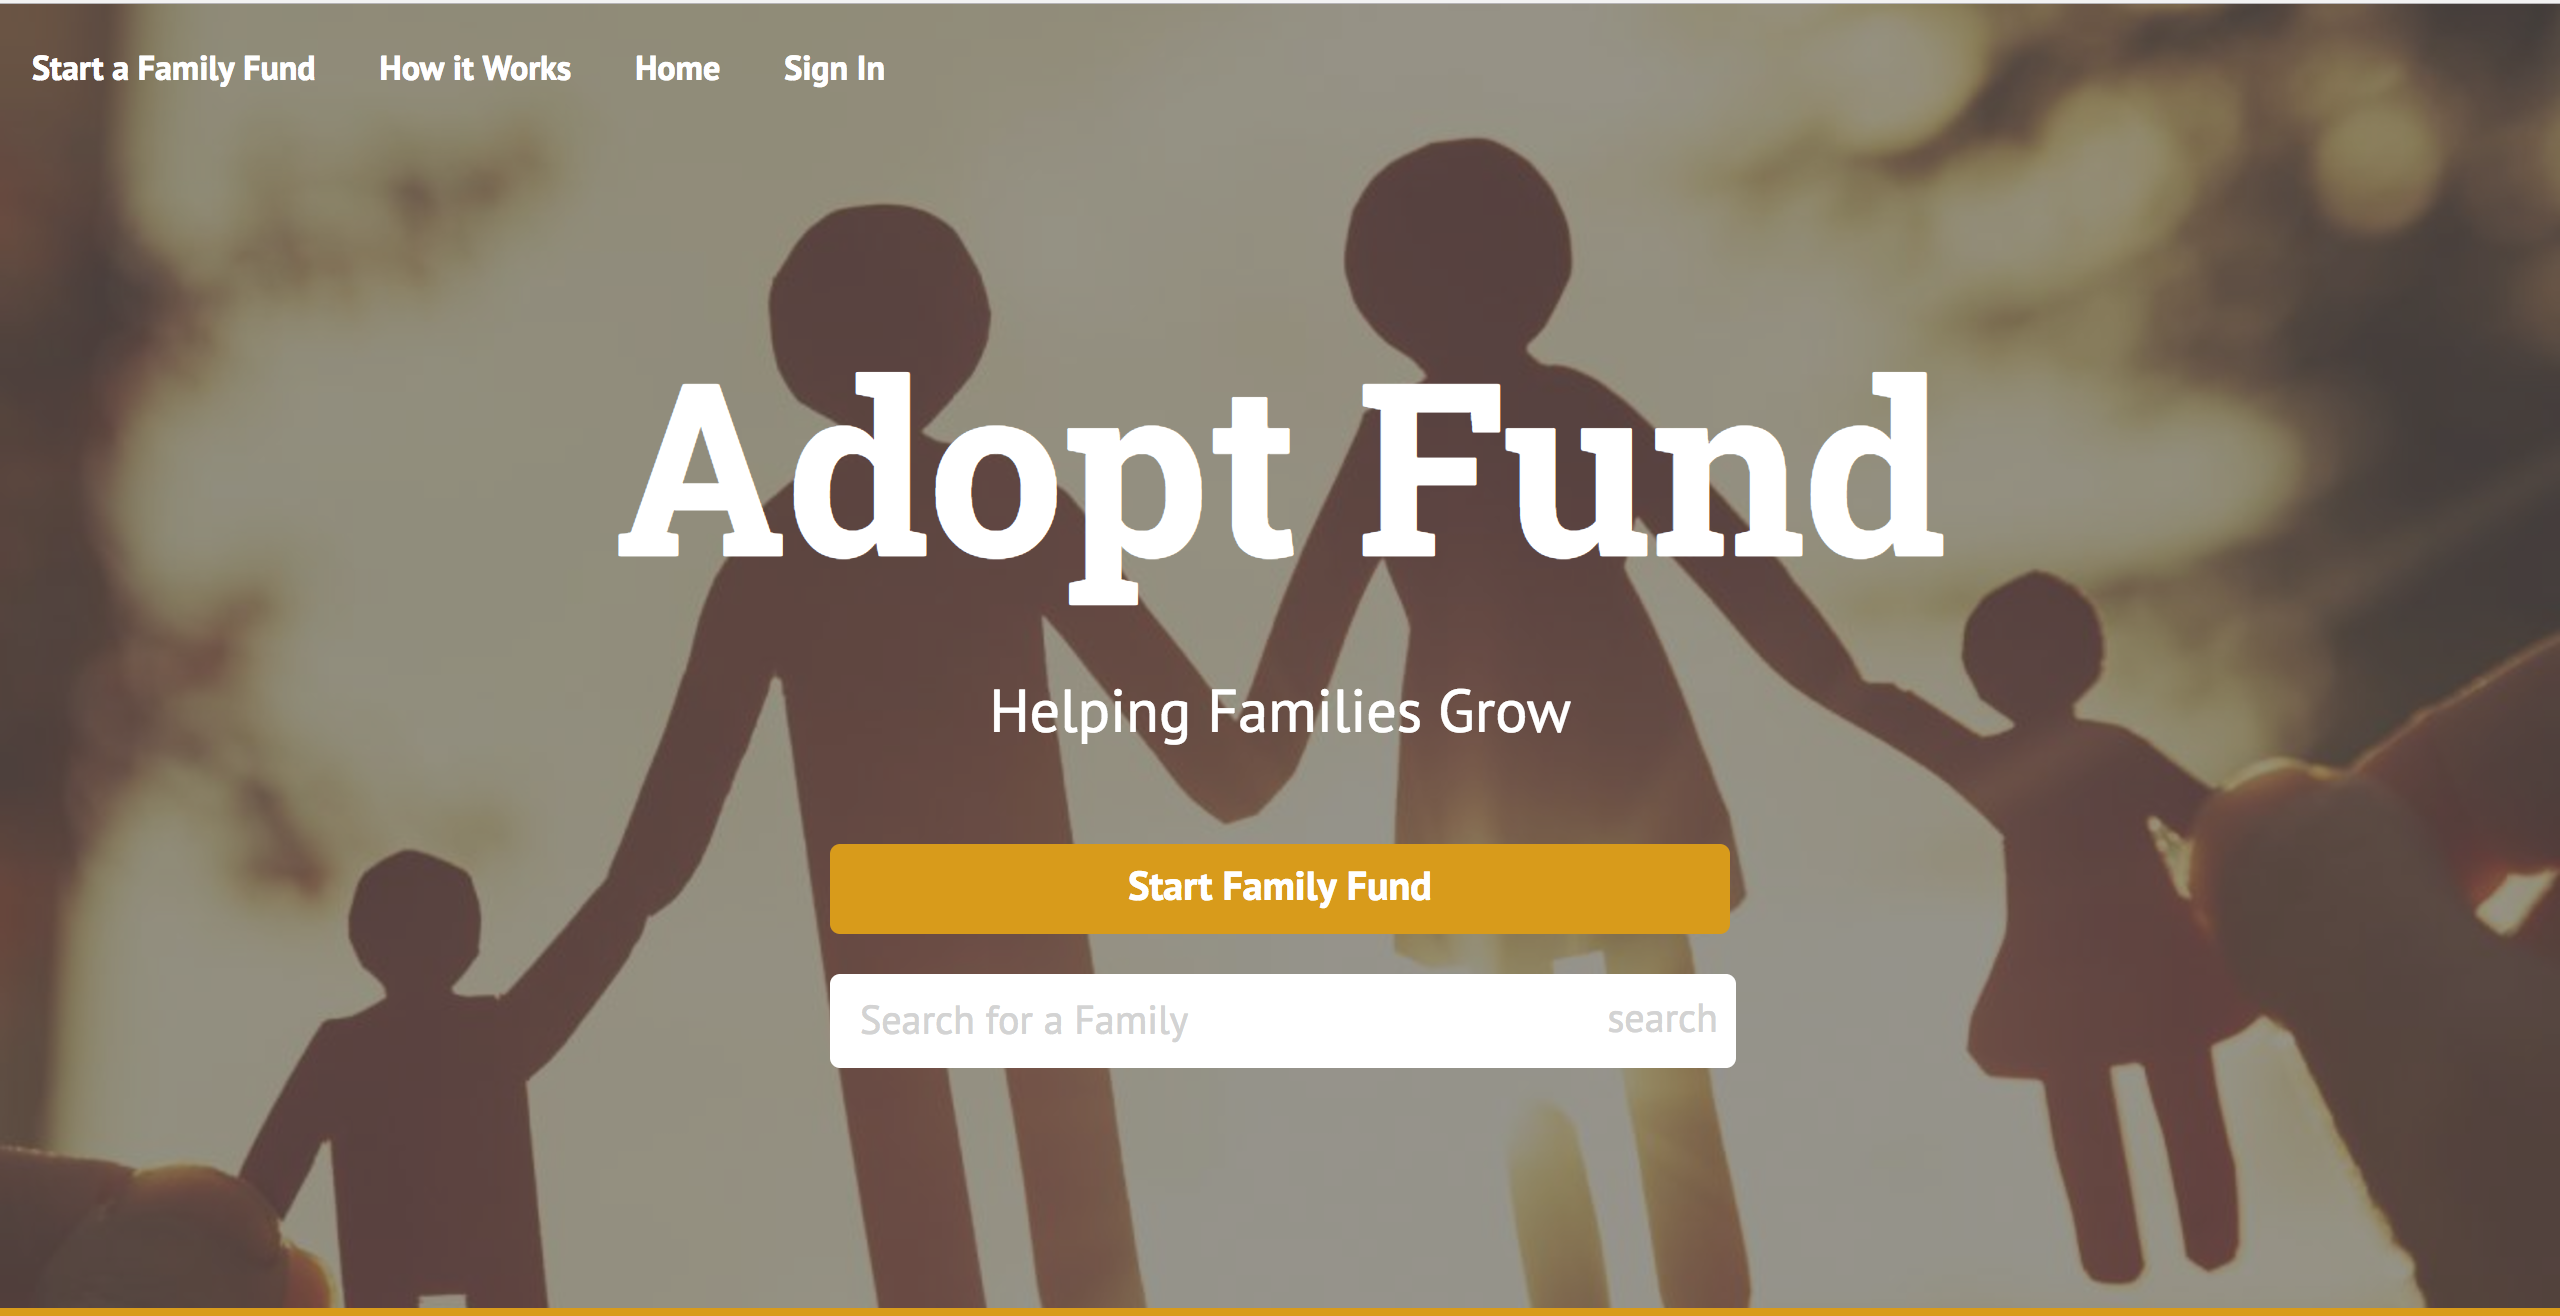 Start a Family Fund How it Works Home Sign In
Adopt Fund
Helping Families Grow
Start Family Fund
Search for a Family search